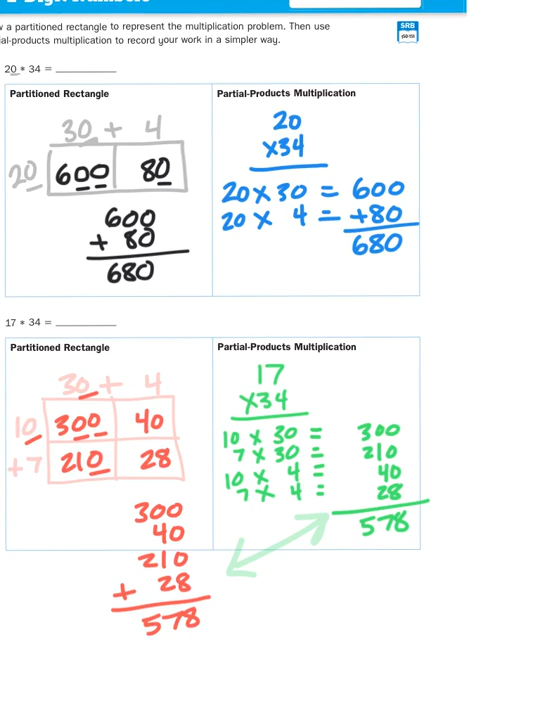 a partitioned rectangle to represent the multiplication problem. Then use
ial-products multiplication to record your work in a simpler way.
SRB
20 * 34 =
Partitioned Rectangle
30 + 4
20 600 80
600
+ 80
680
Partial-Products Multiplication
20
x34
20 x 30 = 600
20 x 4 = +80
680
17 * 34 =
Partitioned Rectangle
30 + 4
10 300 40
+7 210 28
300
40
210
+ 28
578
Partial-Products Multiplication
17
x34
10 x 30 = 300
7 x 30 = 210
10 x 4 = 40
7 x 4 = 28
578